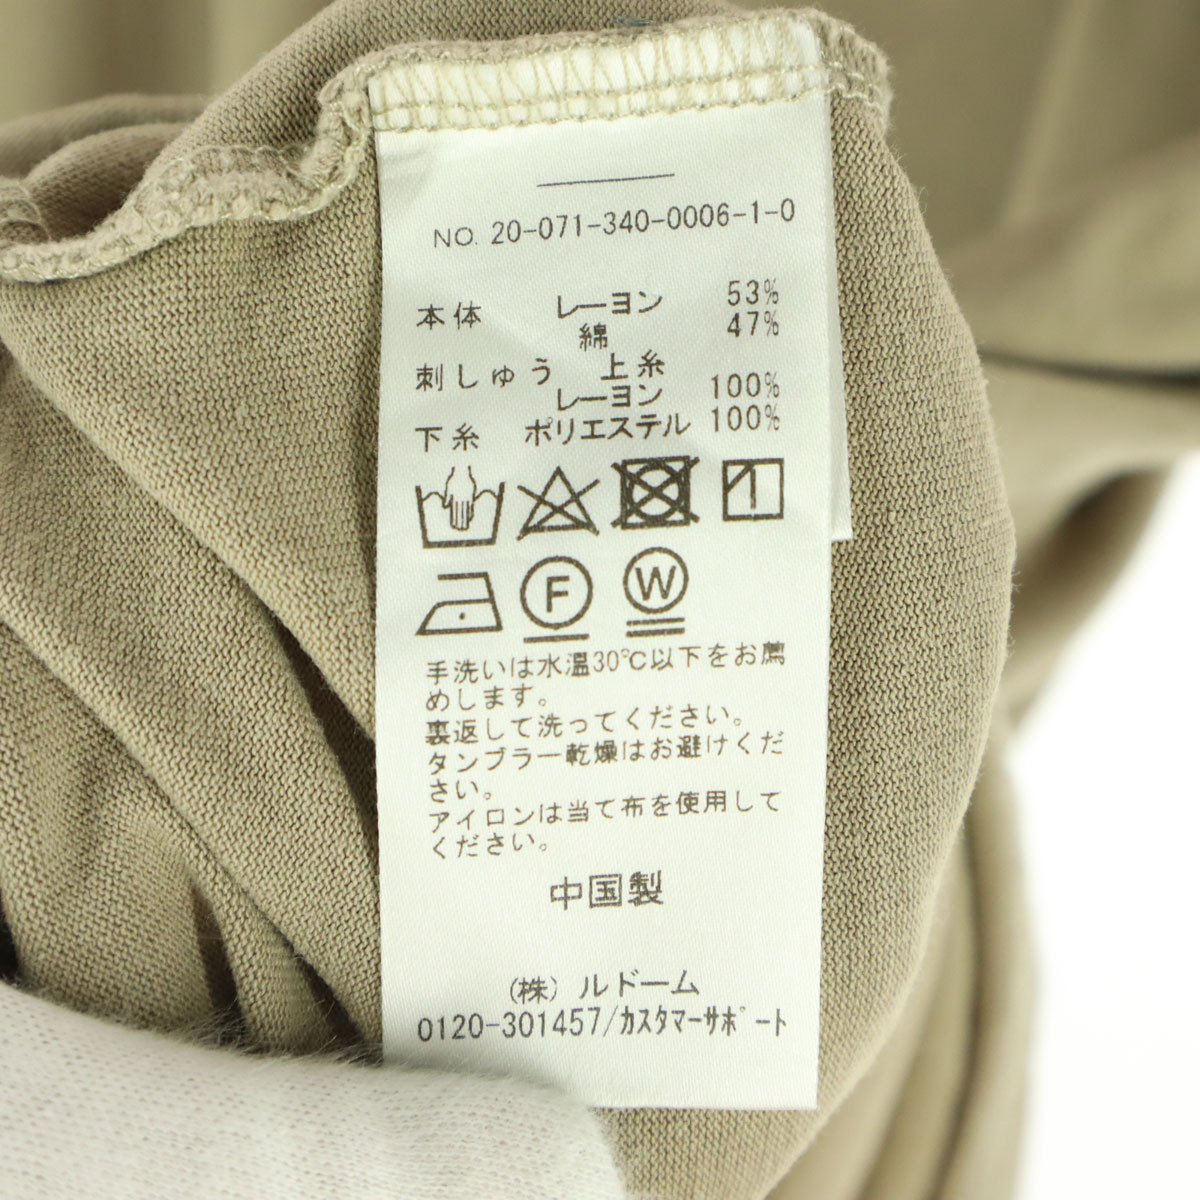 NO. 20-071-340-0006-1-0
本体 レーヨン 53%
綿 47%
刺しゅう 上糸
レーヨン 100%
下糸 ポリエステル 100%
F W
手洗いは水温30℃以下をお薦
めします。
裏返して洗ってください。
タンブラー乾燥はお避けくだ
さい。
アイロンは当て布を使用して
ください。
中国製
(株) ルドーム
0120-301457/カスタマーサポート